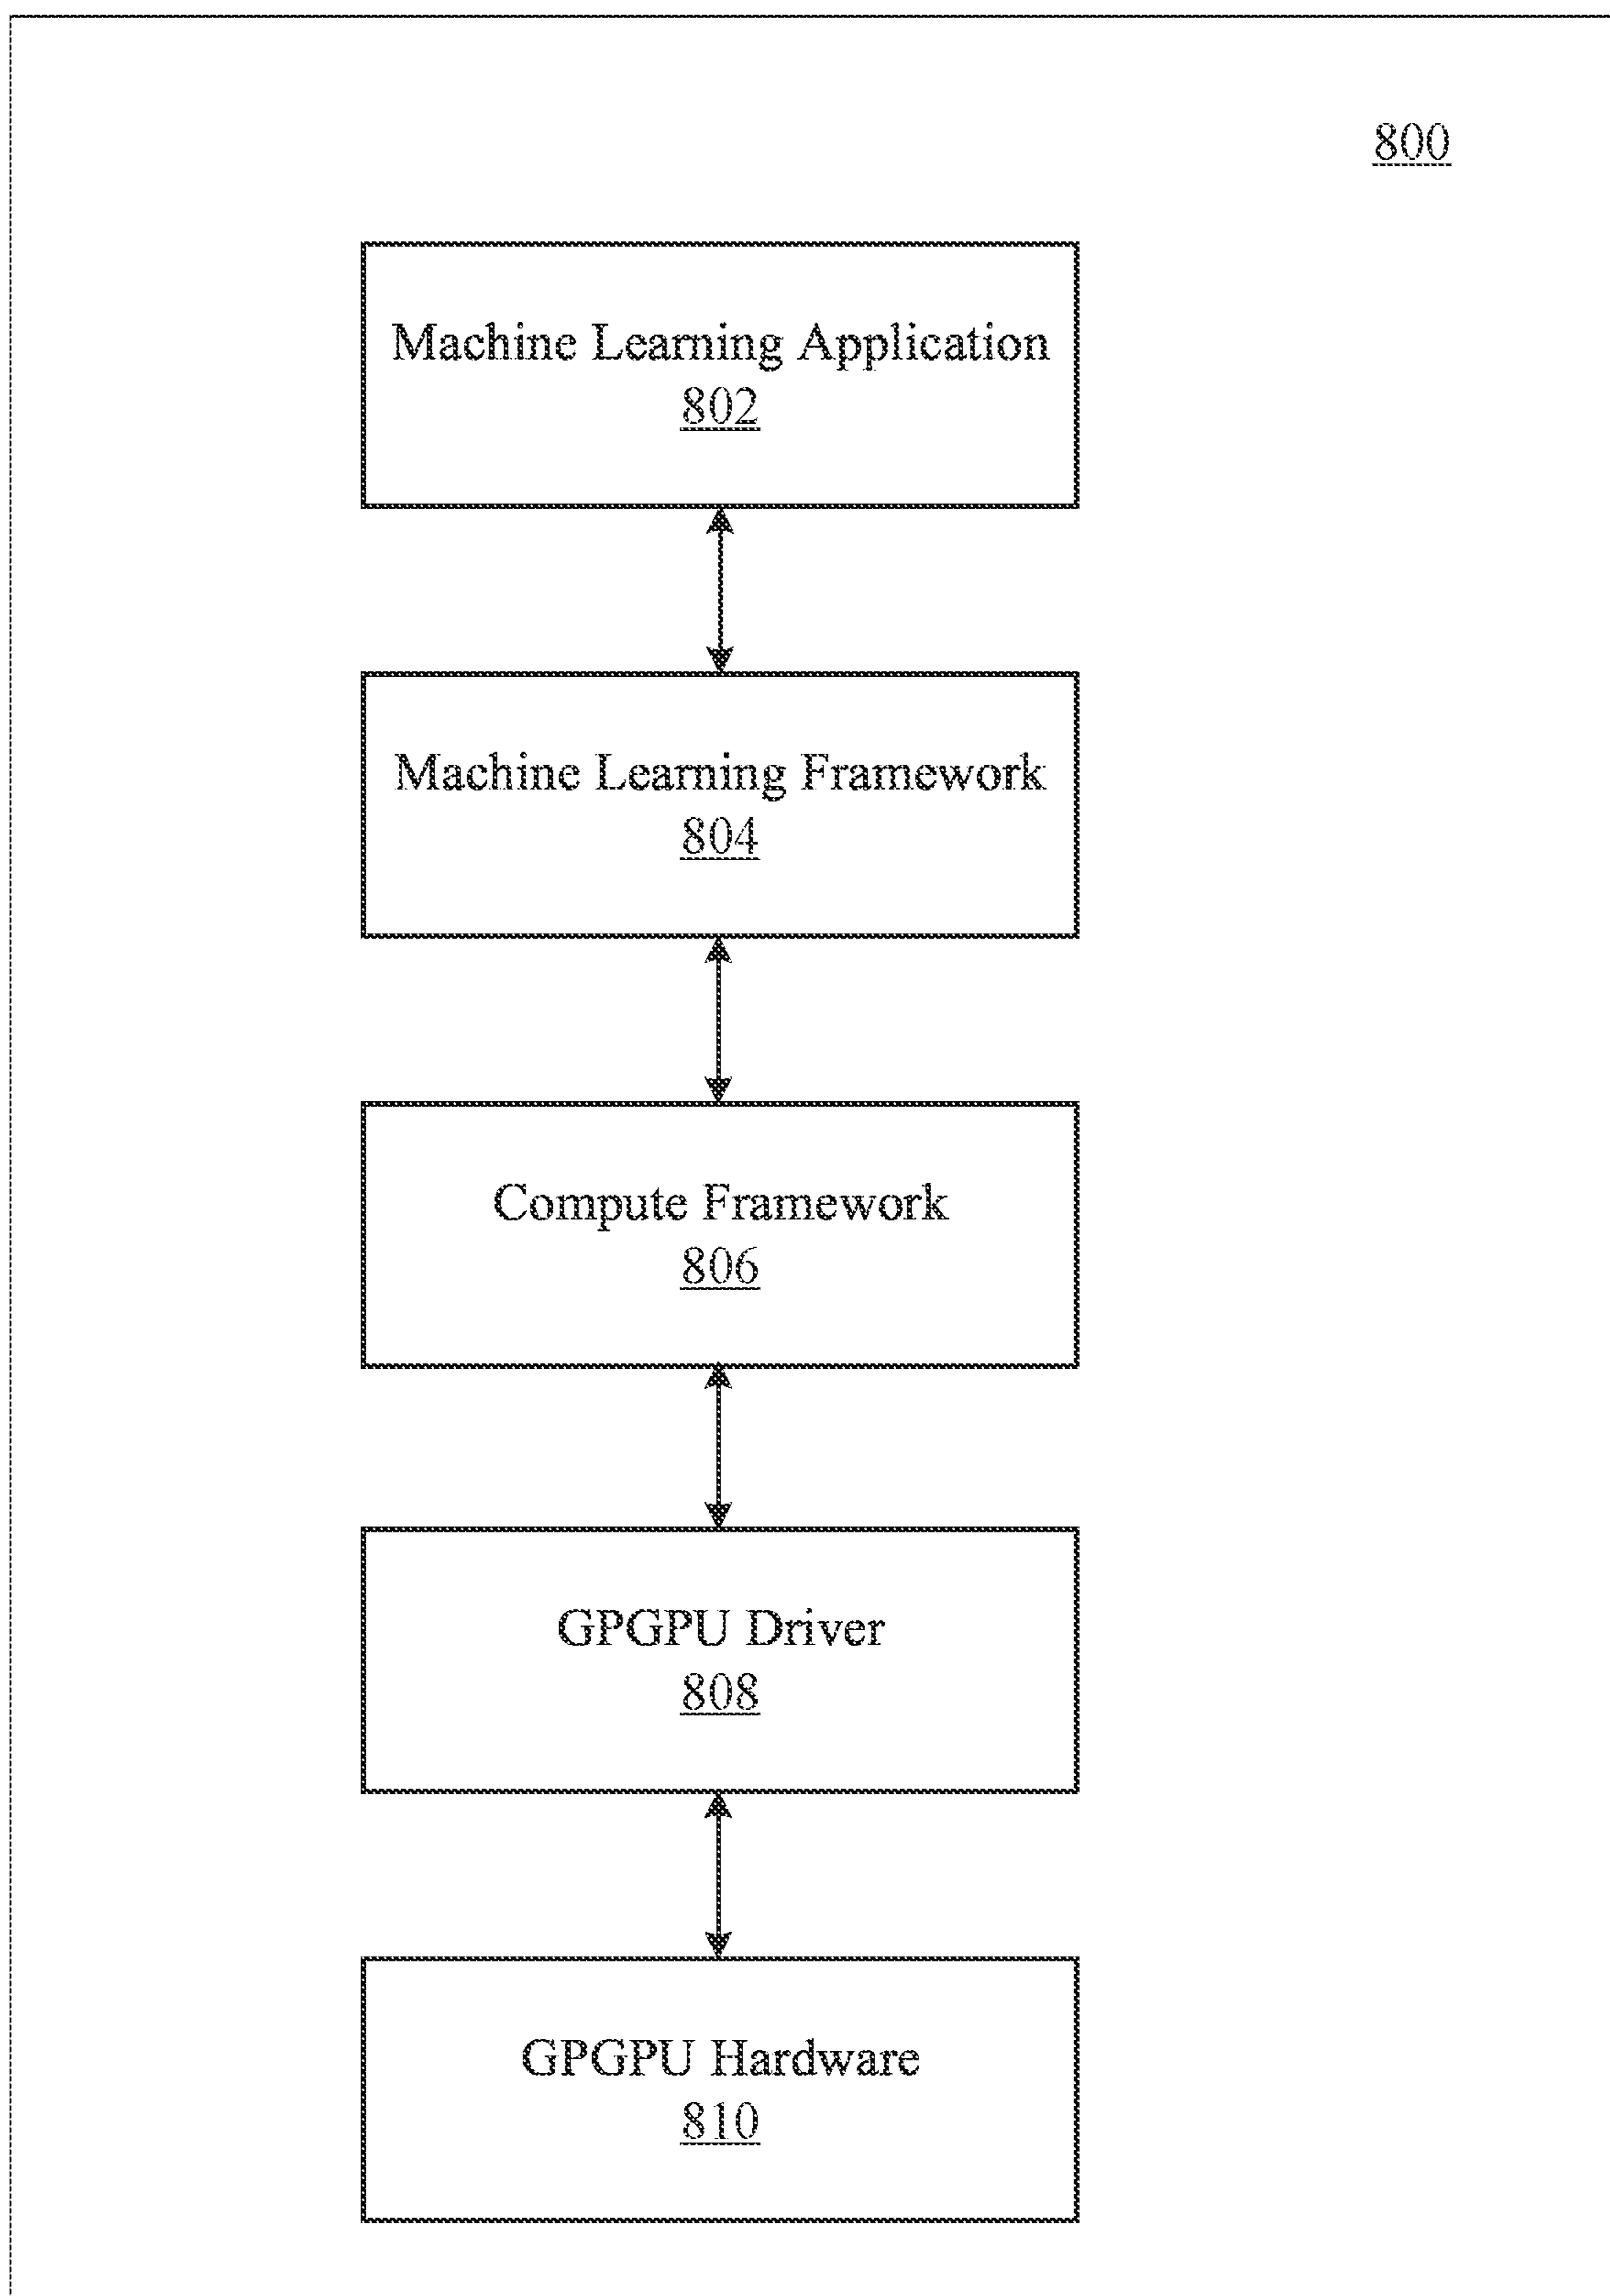 800
Machine Learning Application
802
Machine Learning Framework
804
Compute Framework
806
GPGPU Driver
808
GPGPU Hardware
810